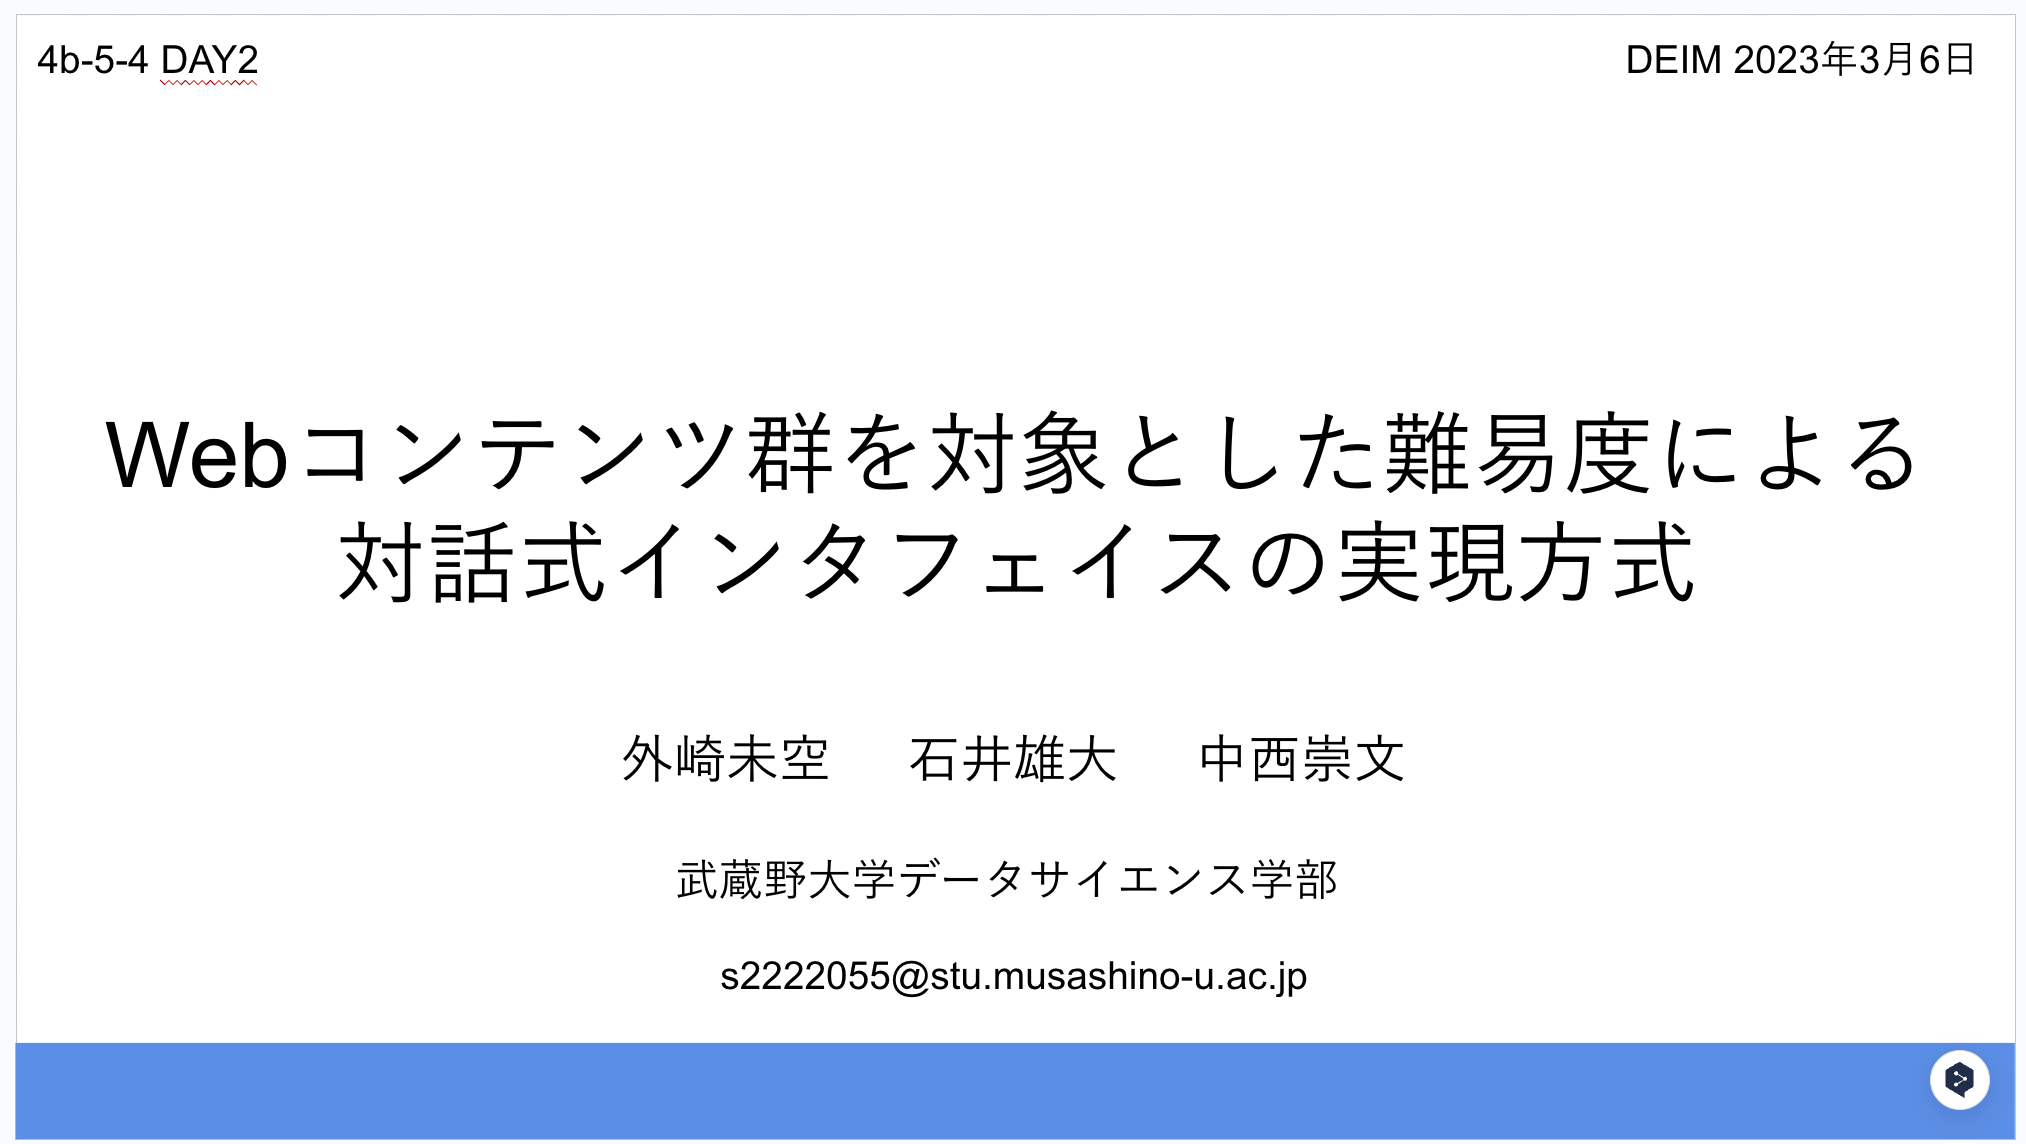 4b-5-4 DAY2
DEIM 2023年3月6日
Webコンテンツ群を対象とした難易度による
対話式インタフェイスの実現方式
外崎未空 石井雄大 中西崇文
武蔵野大学データサイエンス学部
s2222055@stu.musashino-u.ac.jp